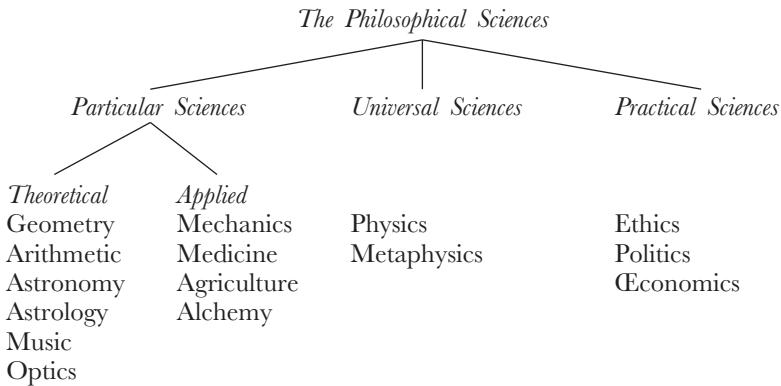 The Philosophical Sciences
Particular Sciences Universal Sciences Practical Sciences
Theoretical Applied
Geometry Mechanics Physics Ethics
Arithmetic Medicine Metaphysics Politics
Astronomy Agriculture Œconomics
Astrology Alchemy
Music
Optics